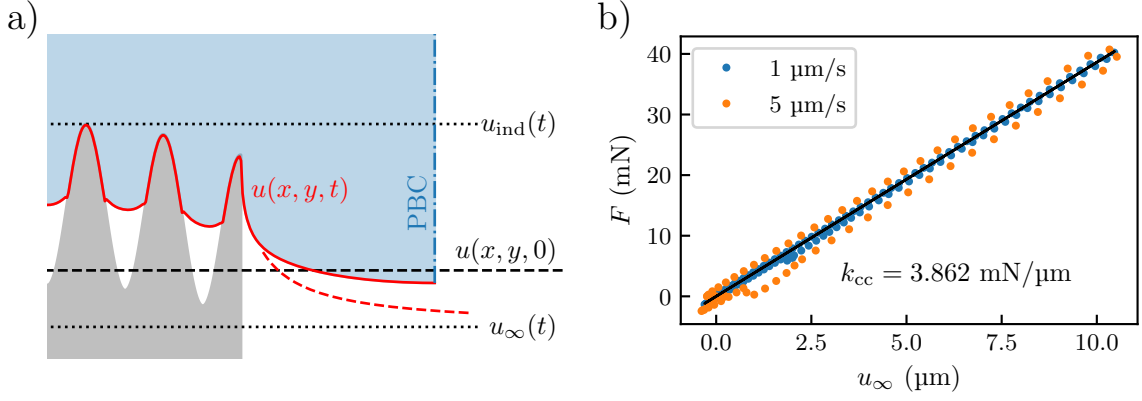 a)
u_ind(t)
u(x, y, t)
PBC
u(x, y, 0)
u_∞(t)
b)
40
30
20
10
0
F (mN)
1 µm/s
5 µm/s
k_cc = 3.862 mN/µm
0.0 2.5 5.0 7.5 10.0
u_∞ (µm)